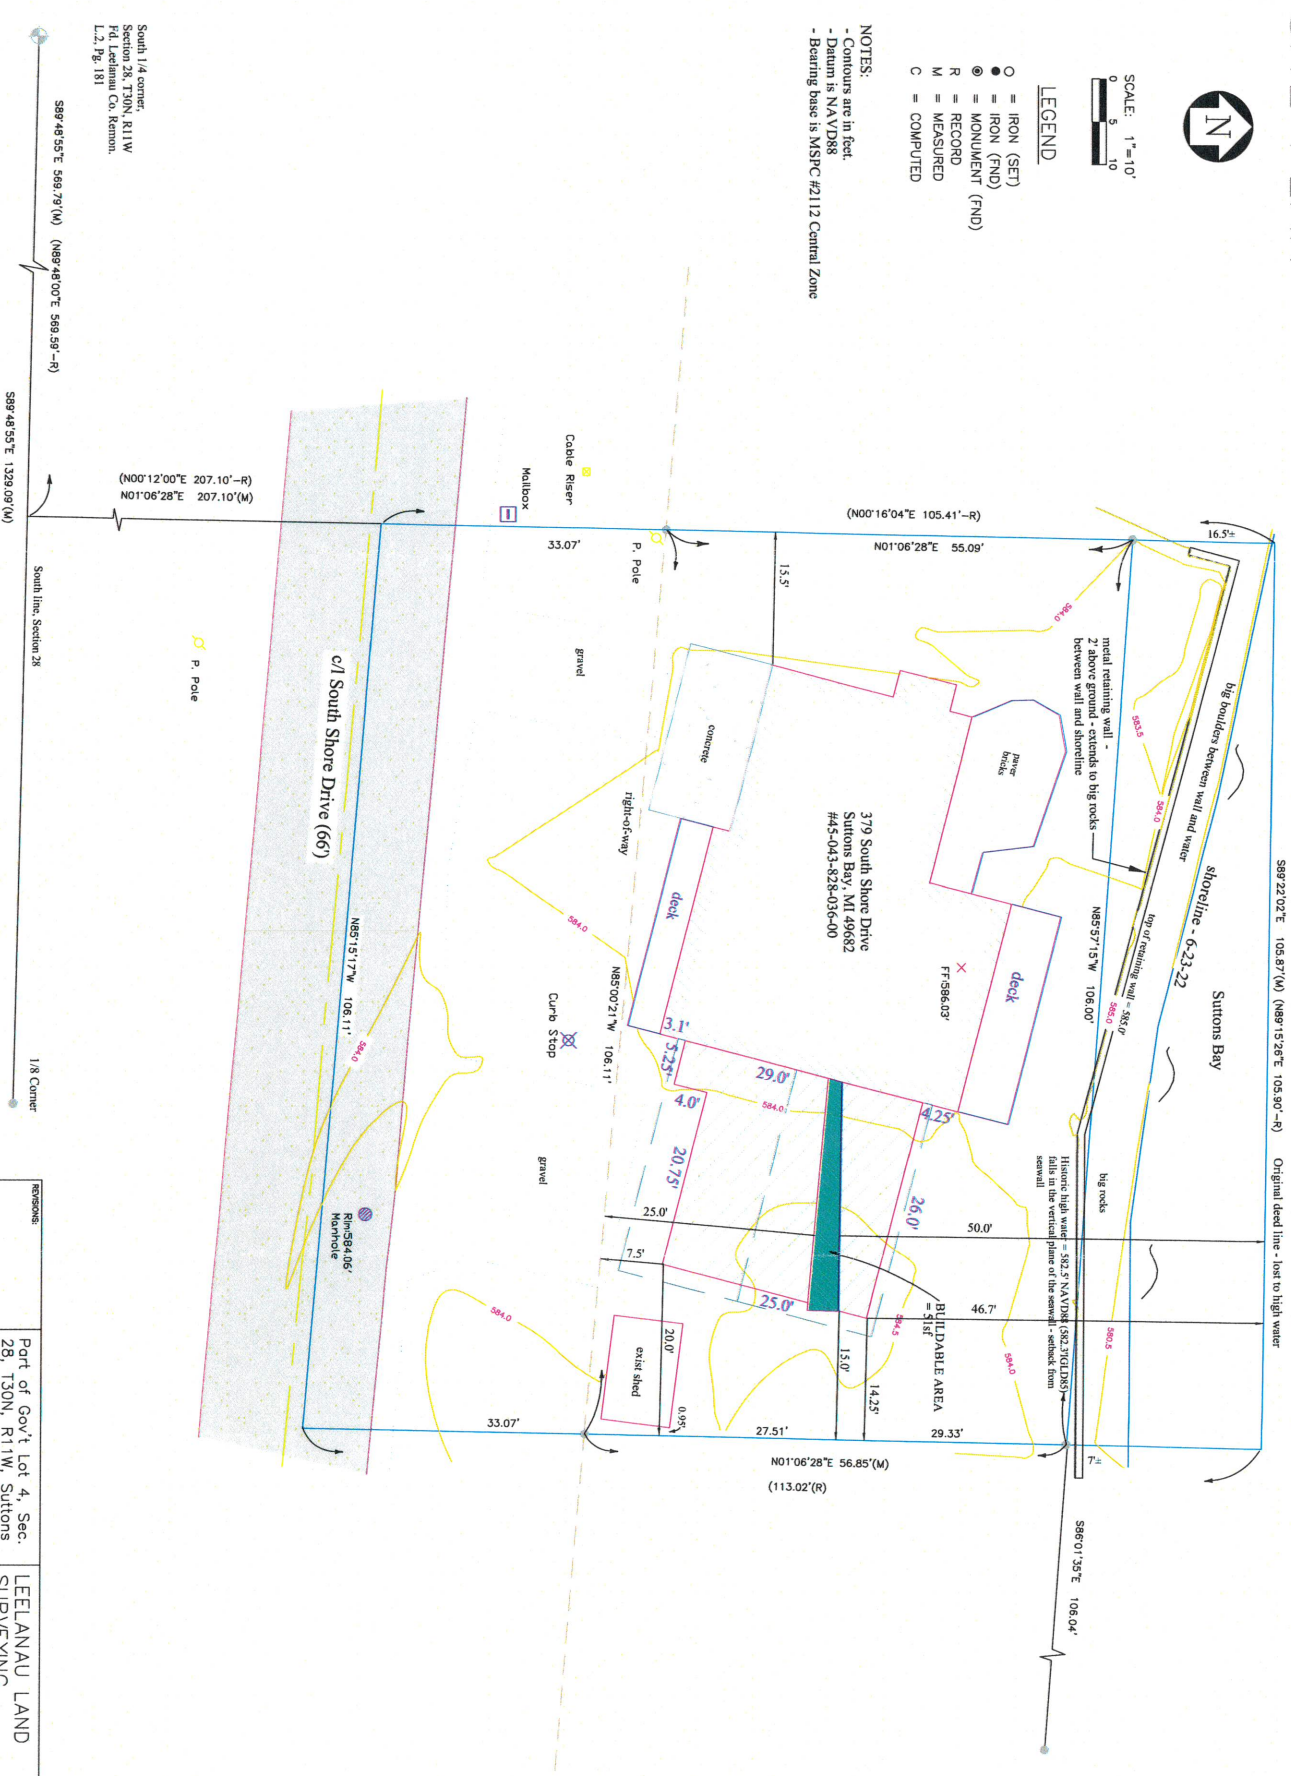 N
SCALE:   1"=10'
0   5   10
LEGEND
= IRON (SET)
= IRON (FND)
= MONUMENT (FND)
R = RECORD
M = MEASURED
C = COMPUTED
NOTES:
- Contours are in feet.
- Datum is NAVD88
- Bearing base is MSPC #2112 Central Zone
S89°22'02"E  105.87'(M)  (N89°15'26"E  105.90'-R)  Original deed line - lost to high water
Suttons Bay
shoreline - 6-23-22
big boulders between wall and water
16.5'±
metal retaining wall -
2' above ground - extends to big rocks
between wall and shoreline
top of retaining wall = 585.0'
N85°57'15"W  106.00'
big rocks
580.5
Historic high water = 582.5' NAVD88 (582.3'IGLD85)
falls in the vertical plane of the seawall - setback from
seawall
7'±
S86°01'35"E  106.04'
(N00°16'04"E  105.41'-R)
N01°06'28"E  55.09'
584.0
583.5
584.0
585.0
584.0
584.5
paver
bricks
deck
FF:586.03'
379 South Shore Drive
Suttons Bay, MI 49682
#45-043-828-036-00
15.5'
concrete
deck
3.1'
5.25'
4.0'
29.0'
584.0
4.25'
20.75'
26.0'
25.0'
25.0'
50.0'
46.7'
7.5'
BUILDABLE AREA
= 51sf
15.0'
14.25'
20.0'
0.95'
exist shed
27.51'
29.33'
N01°06'28"E  56.85'(M)
(113.02'(R)
P. Pole
Cable Riser
Mailbox
33.07'
gravel
right-of-way
584.0
N85°00'21"W  106.11'
Curb Stop
gravel
584.0
33.07'
c/l South Shore Drive (66')
N85°15'17"W  106.11'
584.0
Rim:584.06'
Manhole
P. Pole
(N00°12'00"E  207.10'-R)
N01°06'28"E  207.10'(M)
South 1/4 corner,
Section 28, T30N, R11W
Fd. Leelanau Co. Remon.
L.2, Pg. 181
S89°48'55"E  569.79'(M)  (N89°48'00"E  569.59'-R)
South line, Section 28
1/8 Corner
S89°48'55"E  1329.09'(M)
REVISIONS:
Part of Gov't Lot 4, Sec.
28, T30N, R11W, Suttons
LEELANAU LAND
SURVEYING